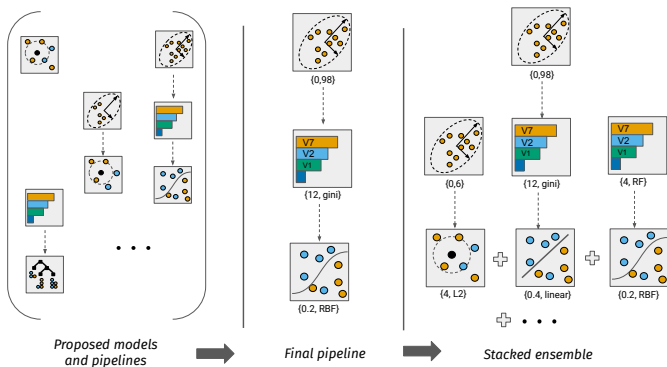 {0,98}
V7
V2
V1
{12, gini}
{0.2, RBF}
{0,98}
{0,6}
V7
V2
V1
{12, gini}
V7
V2
V1
{4, RF}
{4, L2}
{0.4, linear}
{0.2, RBF}
Proposed models
and pipelines
Final pipeline
Stacked ensemble